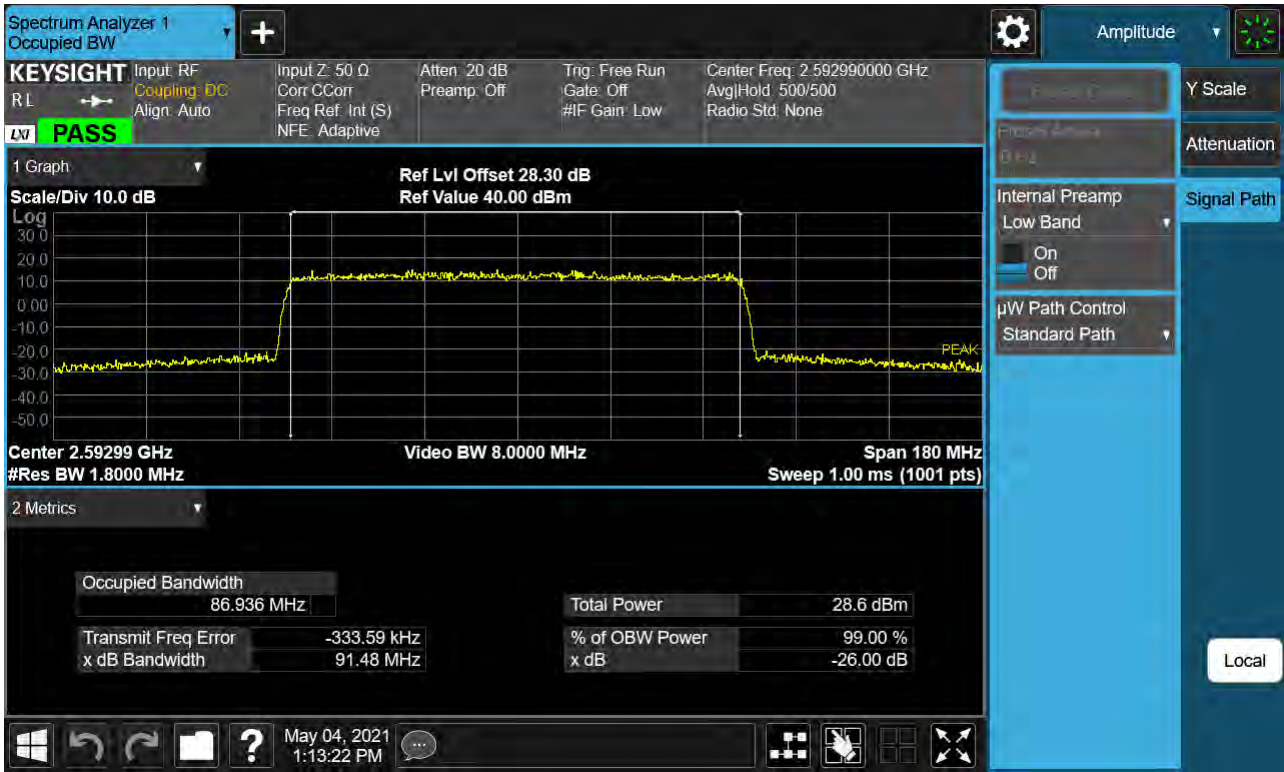 Spectrum Analyzer 1
Occupied BW
Amplitude
KEYSIGHT
R L
LXI
PASS
Input: RF
Coupling: DC
Align: Auto
Input Z: 50 Ω
Corr CCorr
Freq Ref: Int (S)
NFE: Adaptive
Atten: 20 dB
Preamp: Off
Trig: Free Run
Gate: Off
#IF Gain: Low
Center Freq: 2.592990000 GHz
Avg|Hold: 500/500
Radio Std: None
Y Scale
Attenuation
Signal Path
Internal Preamp
Low Band
On
Off
µW Path Control
Standard Path
1 Graph
Scale/Div 10.0 dB
Ref Lvl Offset 28.30 dB
Ref Value 40.00 dBm
Log
30.0
20.0
10.0
0.00
-10.0
-20.0
-30.0
-40.0
-50.0
PEAK
Center 2.59299 GHz
Video BW 8.0000 MHz
Span 180 MHz
#Res BW 1.8000 MHz
Sweep 1.00 ms (1001 pts)
2 Metrics
Occupied Bandwidth
86.936 MHz
Total Power 28.6 dBm
Transmit Freq Error -333.59 kHz
% of OBW Power 99.00 %
x dB Bandwidth 91.48 MHz
x dB -26.00 dB
Local
?
May 04, 2021
1:13:22 PM